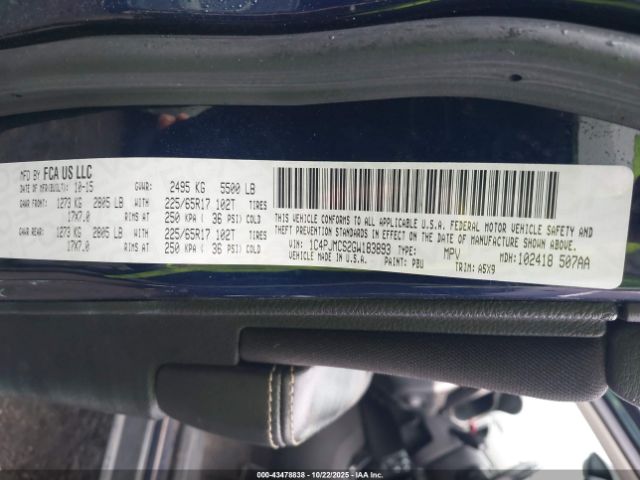 MFD BY FCA US LLC
DATE OF MFR(BUILT): 10-15 GVWR: 2495 KG 5500 LB
GAWR FRONT: 1273 KG 2805 LB WITH 225/65R17 102T TIRES
17X7.0 RIMS AT 250 KPA ( 36 PSI) COLD
GAWR REAR: 1273 KG 2805 LB WITH 225/65R17 102T TIRES
17X7.0 RIMS AT 250 KPA ( 36 PSI) COLD
THIS VEHICLE CONFORMS TO ALL APPLICABLE U.S.A. FEDERAL MOTOR VEHICLE SAFETY AND
THEFT PREVENTION STANDARDS IN EFFECT ON THE DATE OF MANUFACTURE SHOWN ABOVE.
VIN: 1C4PJMCS2GW183893 TYPE: MPV MDH: 102418 507AA
VEHICLE MADE IN U.S.A. PAINT: PBU TRIM: A5X9
000-43478838 - 10/22/2025 - IAA Inc.